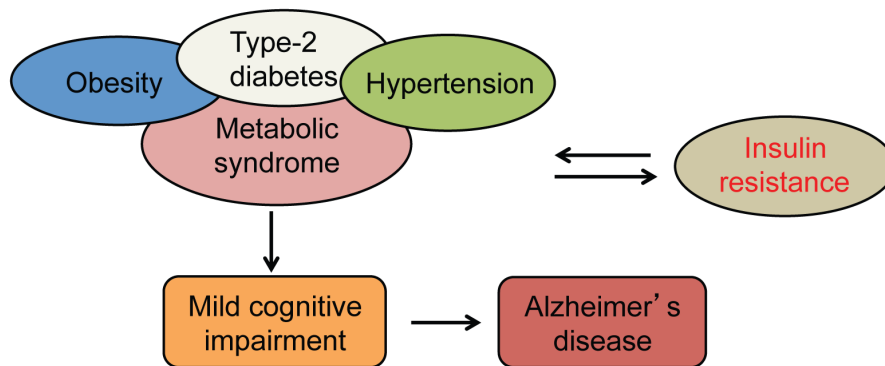 Type-2
diabetes
Obesity
Hypertension
Metabolic
syndrome
Insulin
resistance
Mild cognitive
impairment
Alzheimer’s
disease